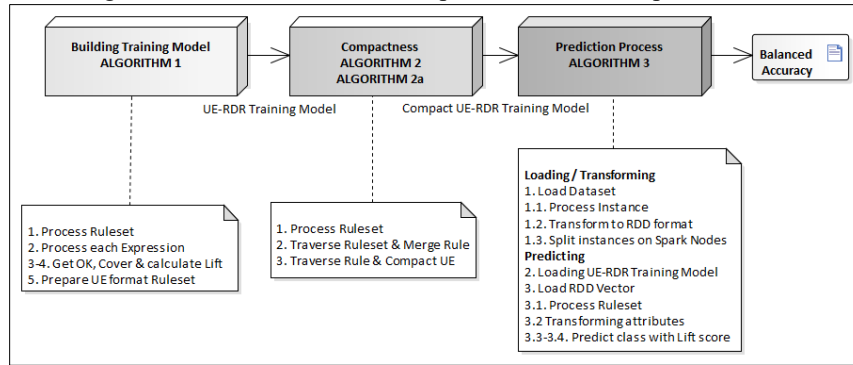 Building Training Model
ALGORITHM 1
Compactness
ALGORITHM 2
ALGORITHM 2a
Prediction Process
ALGORITHM 3
Balanced
Accuracy
UE-RDR Training Model
Compact UE-RDR Training Model
1. Process Ruleset
2. Process each Expression
3-4. Get OK, Cover & calculate Lift
5. Prepare UE format Ruleset
1. Process Ruleset
2. Traverse Ruleset & Merge Rule
3. Traverse Rule & Compact UE
Loading / Transforming
1. Load Dataset
1.1. Process Instance
1.2. Transform to RDD format
1.3. Split instances on Spark Nodes
Predicting
2. Loading UE-RDR Training Model
3. Load RDD Vector
3.1. Process Ruleset
3.2 Transforming attributes
3.3-3.4. Predict class with Lift score